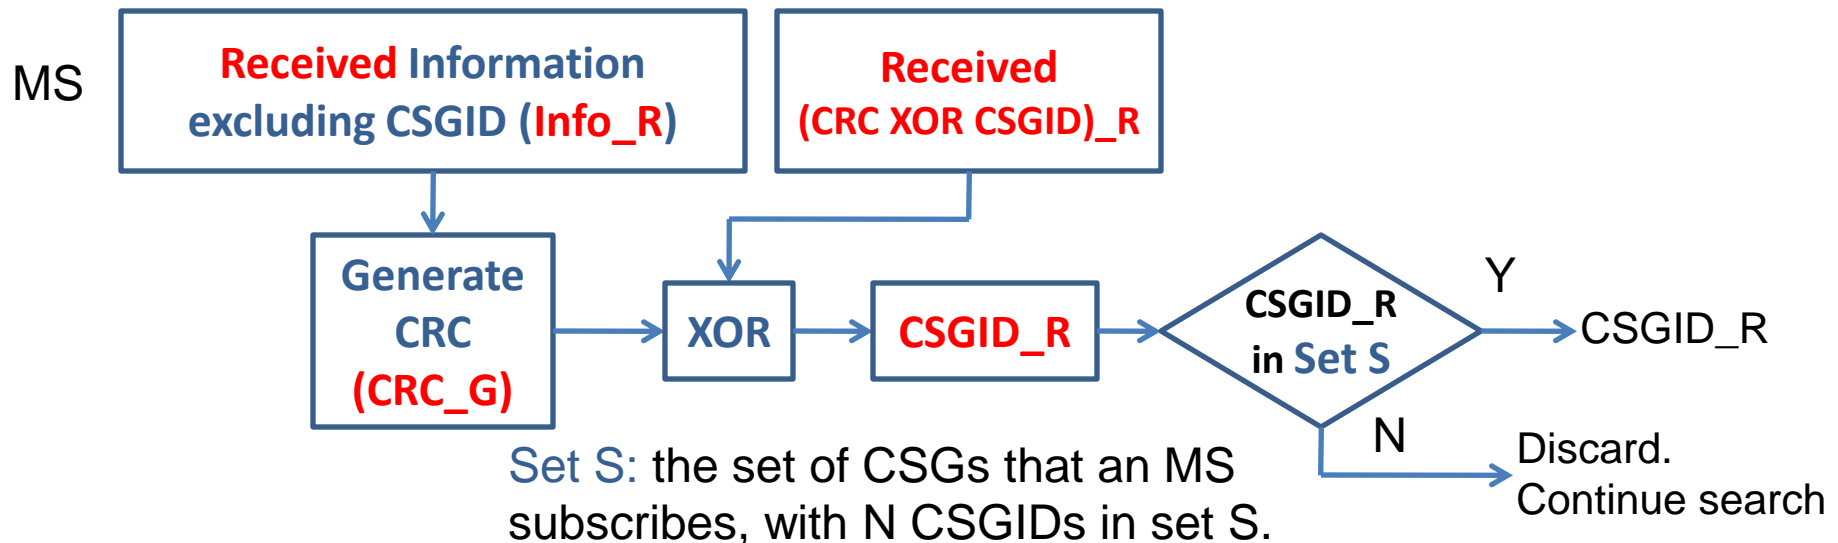 MS
Received Information
excluding CSGID (Info_R)
Received
(CRC XOR CSGID)_R
Generate
CRC
(CRC_G)
XOR
CSGID_R
CSGID_R
in Set S
Y
CSGID_R
N
Discard.
Continue search
Set S: the set of CSGs that an MS
subscribes, with N CSGIDs in set S.